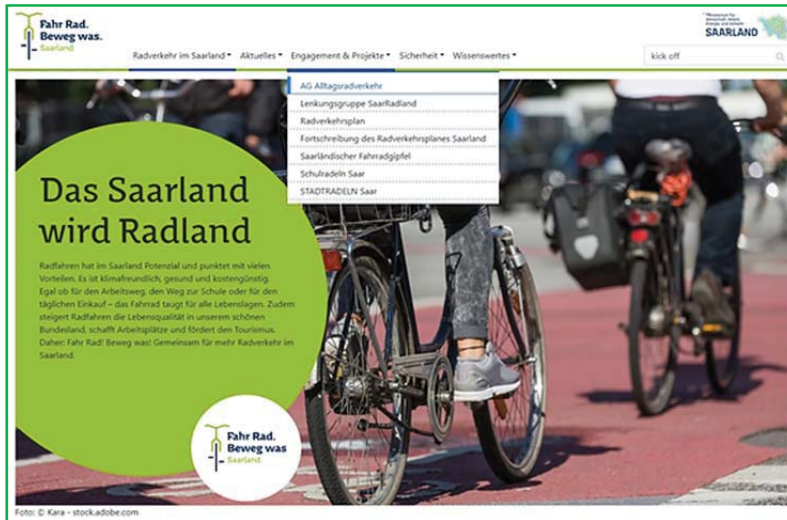 Fahr Rad.
Beweg was.
Saarland
Ministerium für
Wirtschaft, Arbeit,
Energie und Verkehr
SAARLAND
Radverkehr im Saarland Aktuelles Engagement & Projekte Sicherheit Wissenswertes
kick off
AG Alltagsradverkehr
Lenkungsgruppe SaarRadland
Radverkehrsplan
Fortschreibung des Radverkehrsplanes Saarland
Saarländischer Fahrradgipfel
Schulradeln Saar
STADTRADELN Saar
Das Saarland
wird Radland
Radfahren hat im Saarland Potenzial und punktet mit vielen
Vorteilen. Es ist klimafreundlich, gesund und kostengünstig.
Egal ob für den Arbeitsweg, den Weg zur Schule oder für den
täglichen Einkauf – das Fahrrad taugt für alle Lebenslagen. Zudem
steigert Radfahren die Lebensqualität in unserem schönen
Bundesland, schafft Arbeitsplätze und fördert den Tourismus.
Daher: Fahr Rad! Beweg was! Gemeinsam für mehr Radverkehr im
Saarland.
Fahr Rad.
Beweg was
Saarland
Foto: © Kara - stock.adobe.com